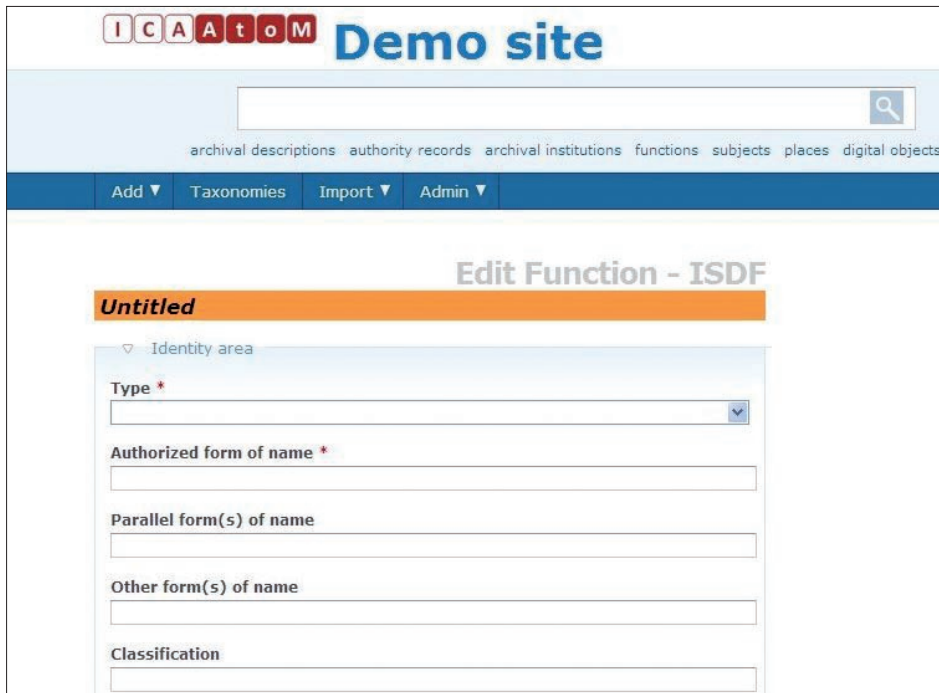 ICAAtoM Demo site
archival descriptions authority records archival institutions functions subjects places digital objects
Add ▼ Taxonomies Import ▼ Admin ▼
Edit Function - ISDF
Untitled
Identity area
Type *
Authorized form of name *
Parallel form(s) of name
Other form(s) of name
Classification